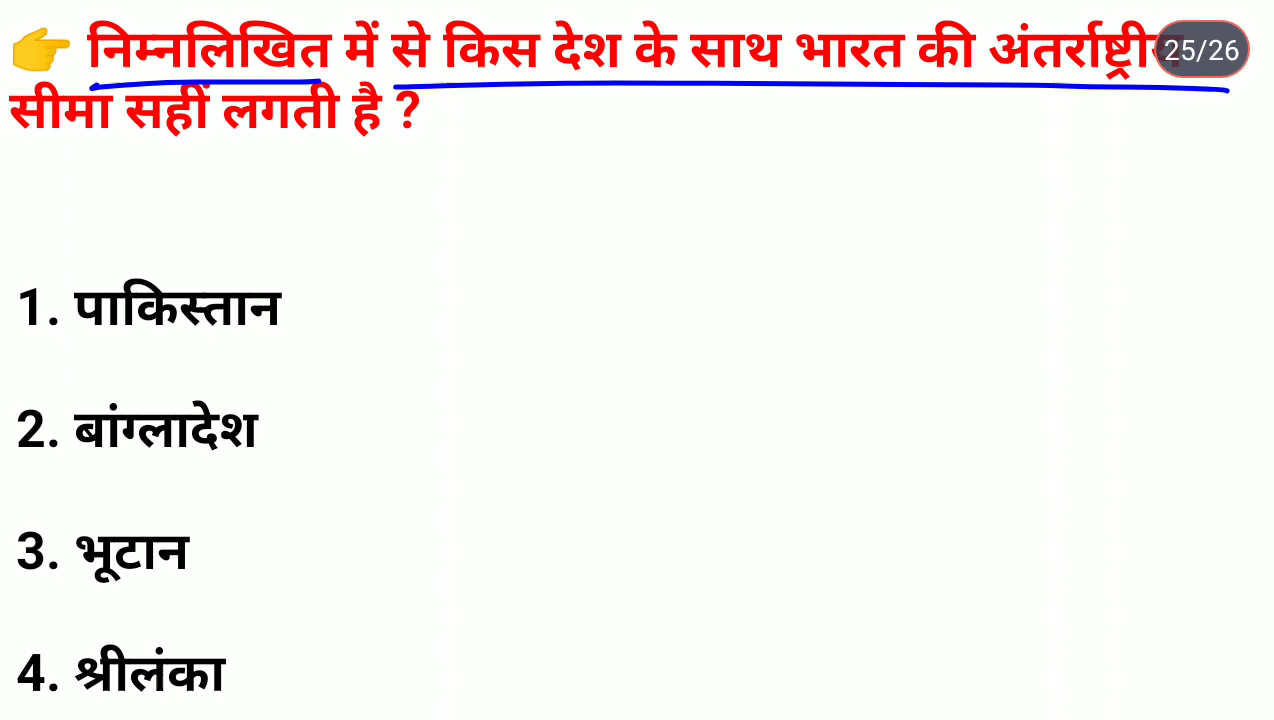 👉 निम्नलिखित में से किस देश के साथ भारत की अंतर्राष्ट्रीय
25/26
सीमा सहीं लगती है ?
1. पाकिस्तान
2. बांग्लादेश
3. भूटान
4. श्रीलंका